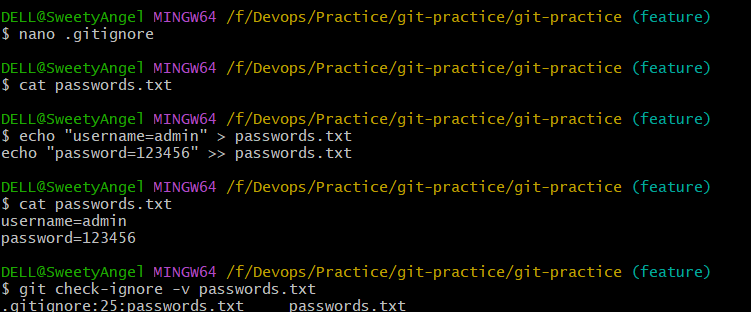 DELL@SweetyAngel MINGW64 /f/Devops/Practice/git-practice/git-practice (feature)
$ nano .gitignore
DELL@SweetyAngel MINGW64 /f/Devops/Practice/git-practice/git-practice (feature)
$ cat passwords.txt
DELL@SweetyAngel MINGW64 /f/Devops/Practice/git-practice/git-practice (feature)
$ echo "username=admin" > passwords.txt
echo "password=123456" >> passwords.txt
DELL@SweetyAngel MINGW64 /f/Devops/Practice/git-practice/git-practice (feature)
$ cat passwords.txt
username=admin
password=123456
DELL@SweetyAngel MINGW64 /f/Devops/Practice/git-practice/git-practice (feature)
$ git check-ignore -v passwords.txt
.gitignore:25:passwords.txt     passwords.txt